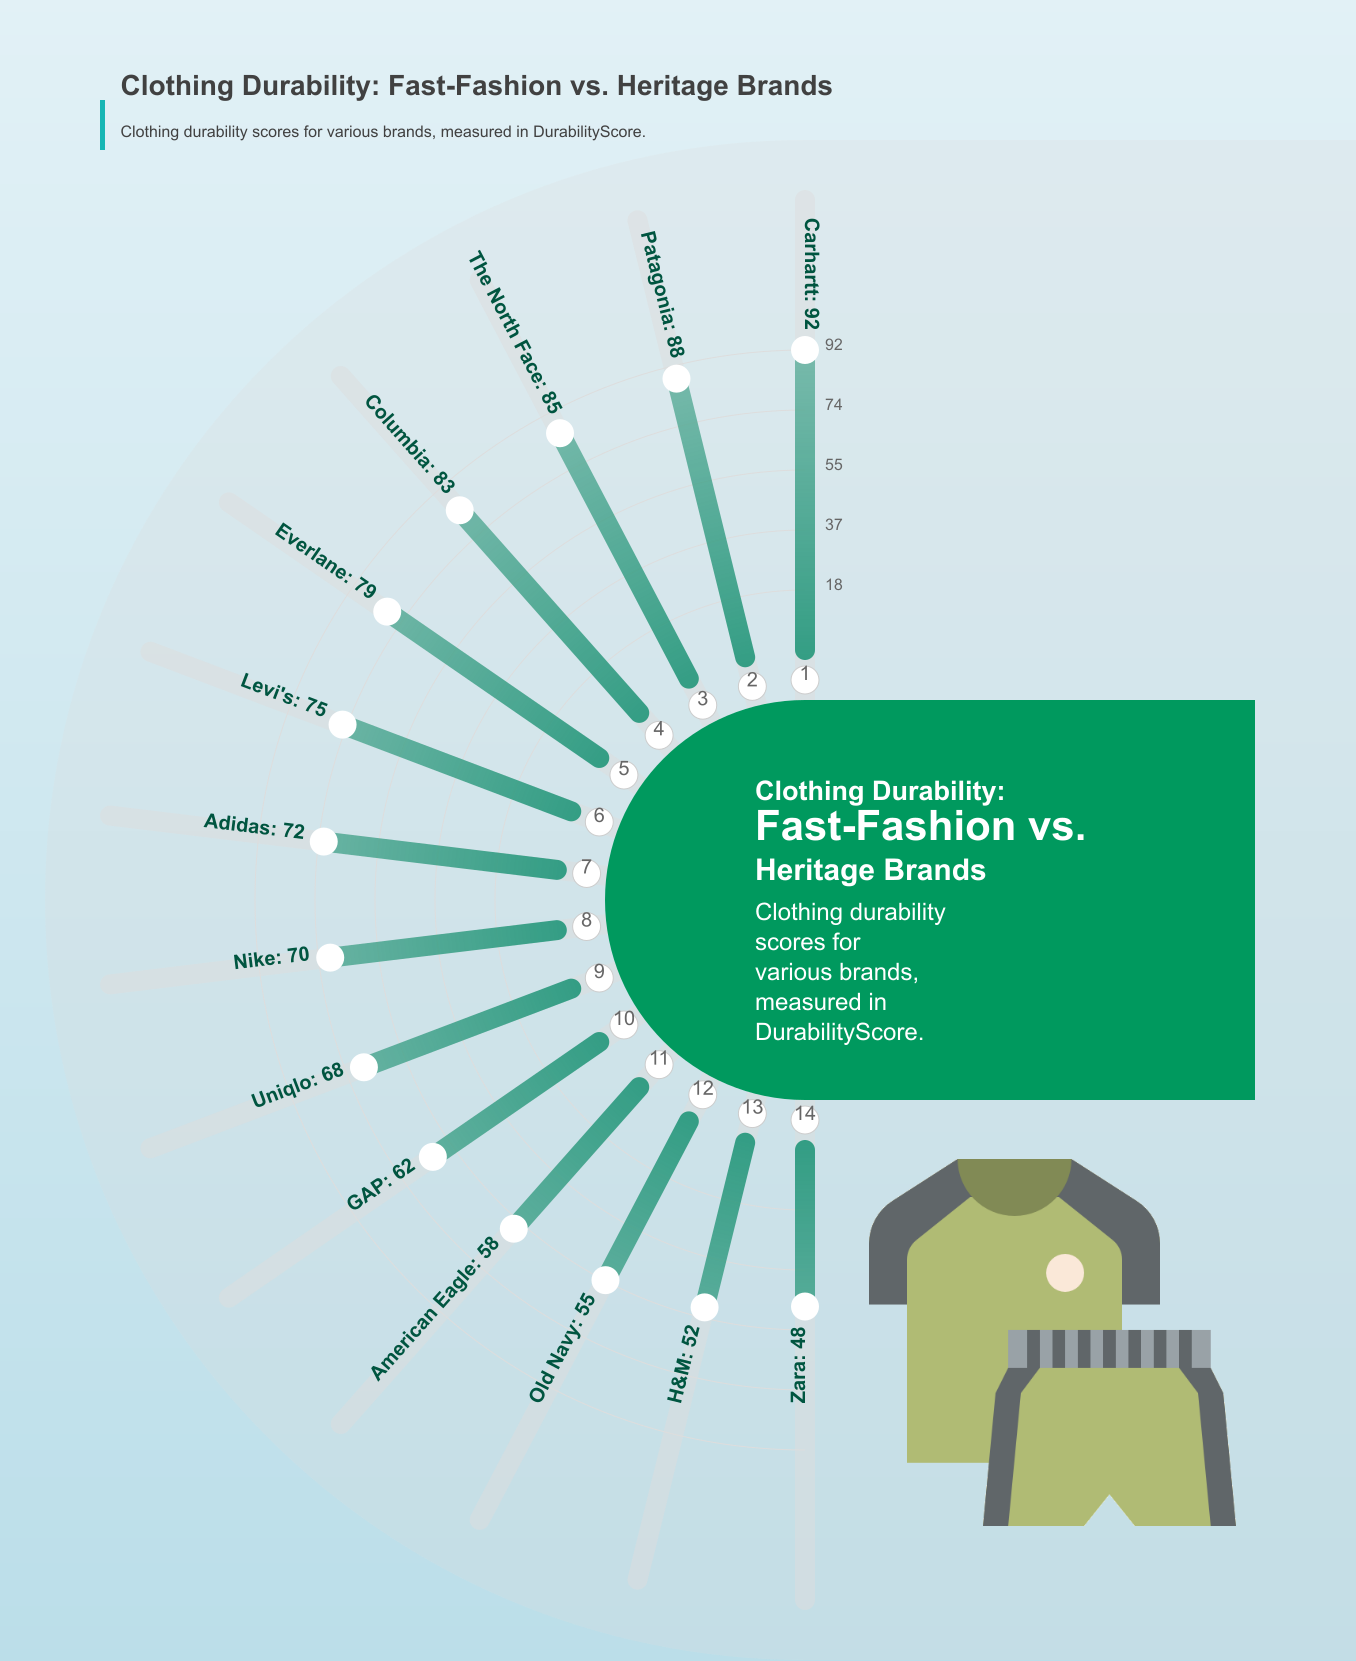 Clothing Durability: Fast-Fashion vs. Heritage Brands
Clothing durability scores for various brands, measured in DurabilityScore.
Carhartt: 92
Patagonia: 88
The North Face: 85
Columbia: 83
Everlane: 79
Levi's: 75
Adidas: 72
Nike: 70
Uniqlo: 68
GAP: 62
American Eagle: 58
Old Navy: 55
H&M: 52
Zara: 48
92
74
55
37
18
1
2
3
4
5
6
7
8
9
10
11
12
13
14
Clothing Durability:
Fast-Fashion vs.
Heritage Brands
Clothing durability
scores for
various brands,
measured in
DurabilityScore.